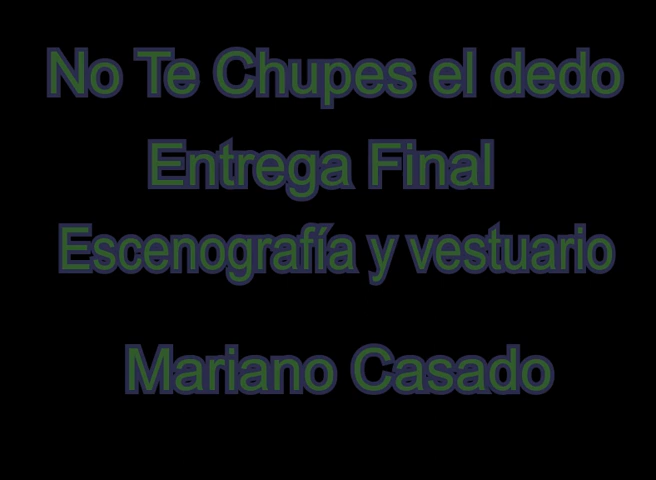 No Te Chupes el dedo
Entrega Final
Escenografía y vestuario
Mariano Casado